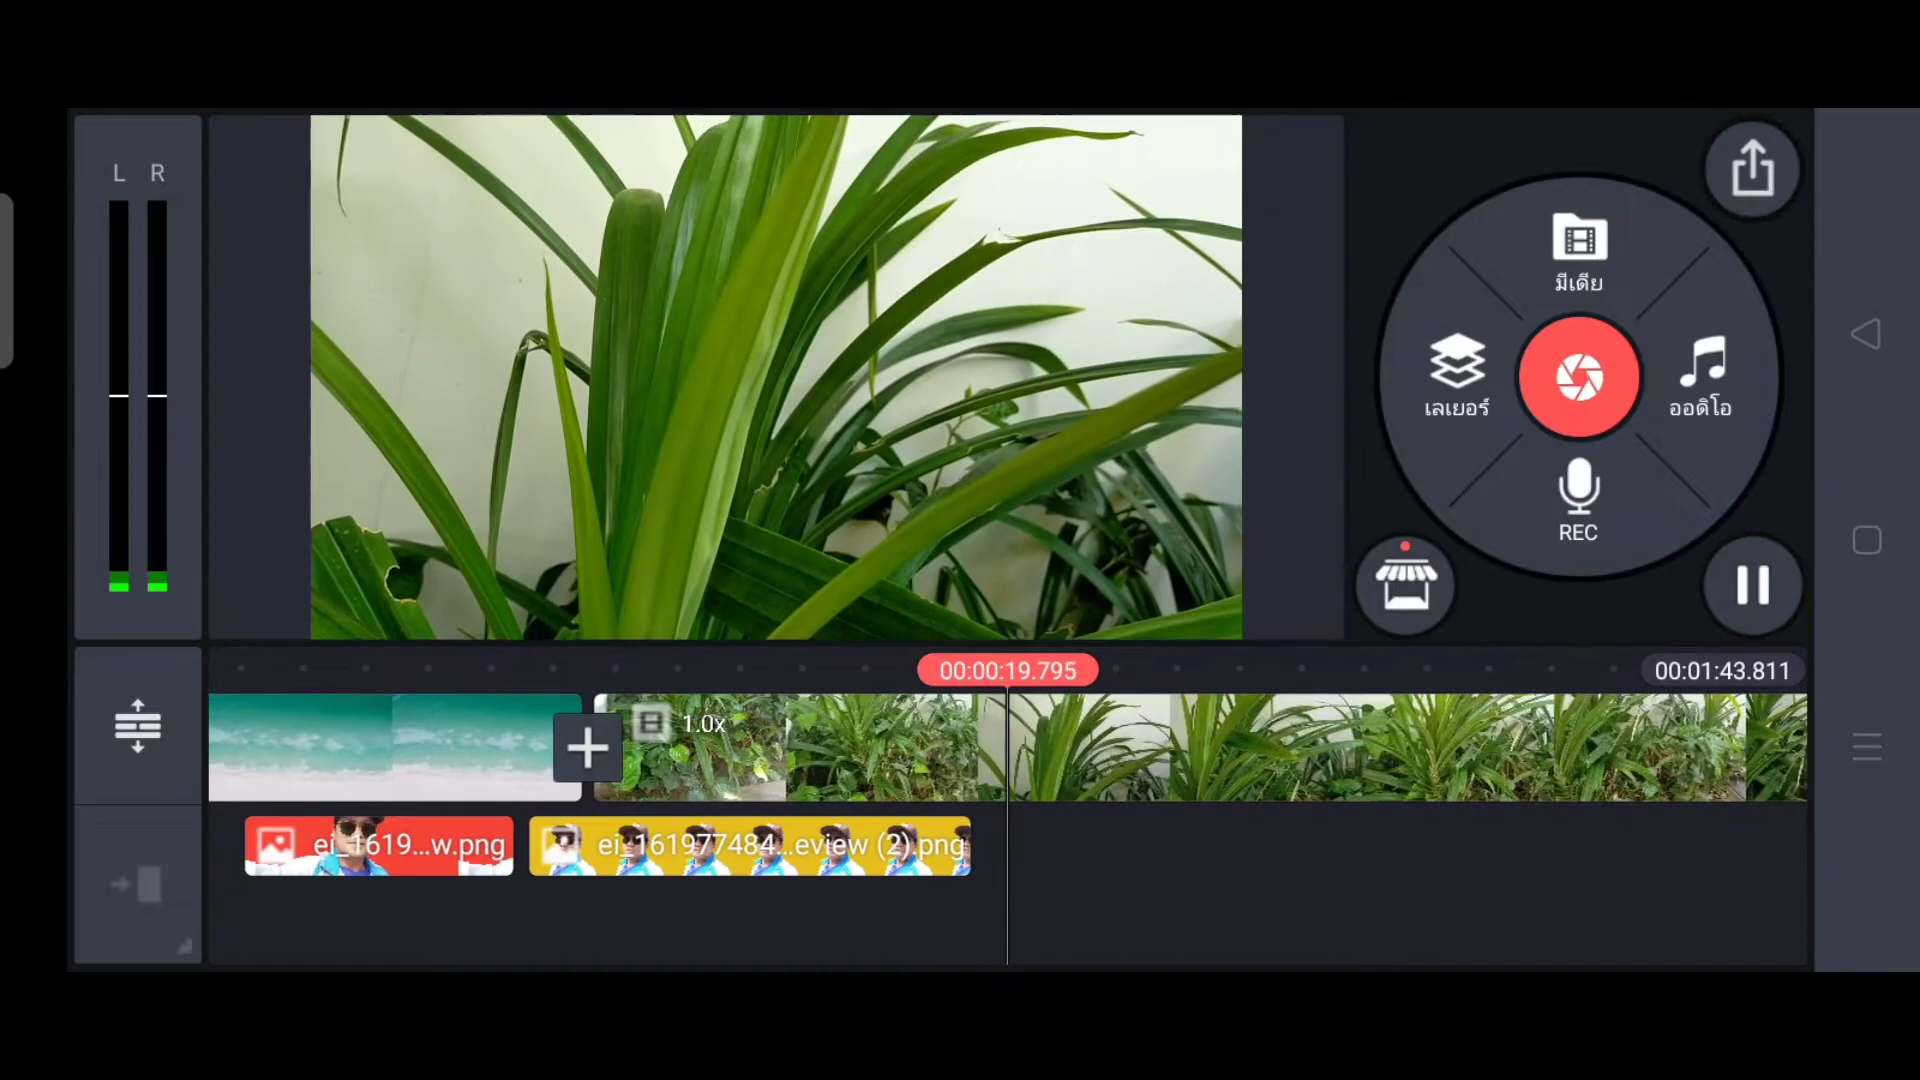 L R
มีเดีย
เลเยอร์
ออดิโอ
REC
00:00:19.795
00:01:43.811
1.0x
ei_1619...w.png
ei_161977484...eview (2).png